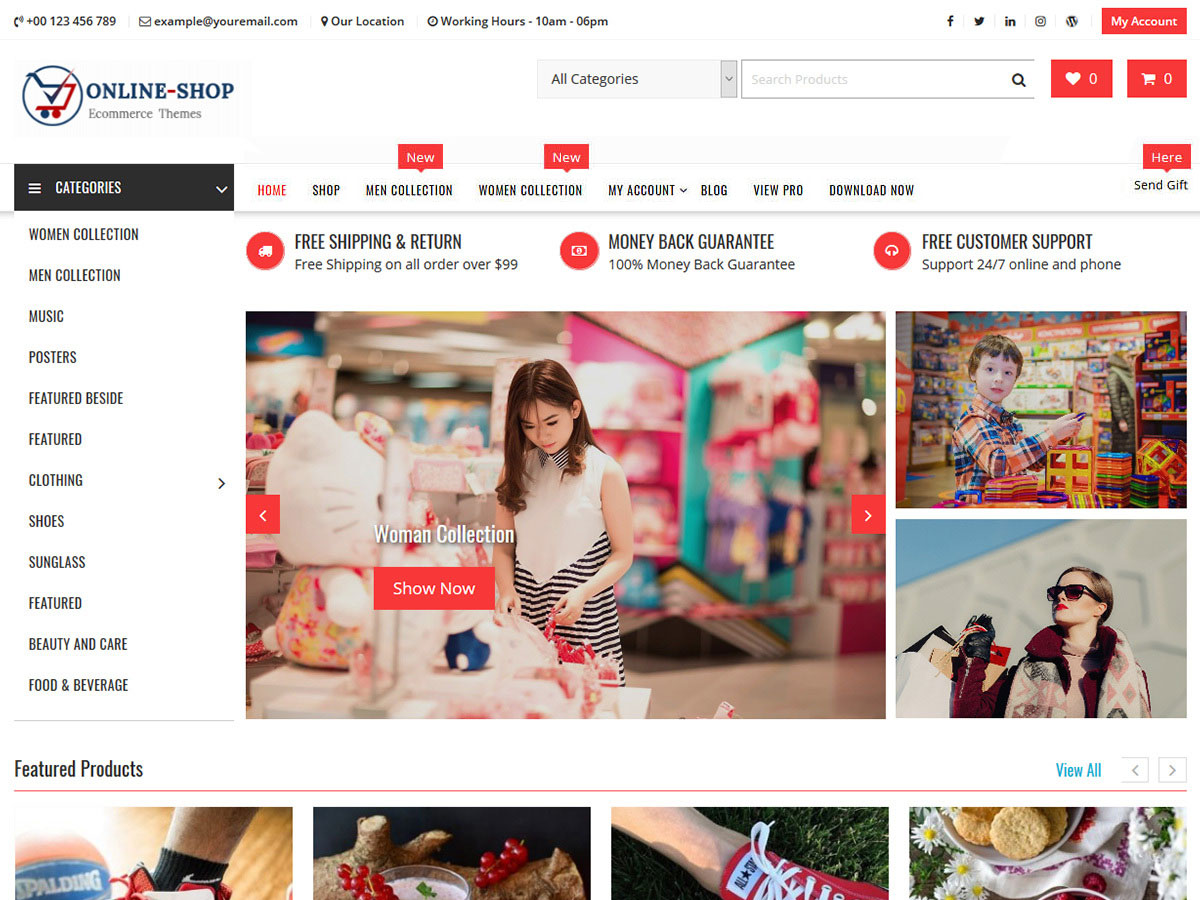 +00 123 456 789 example@youremail.com Our Location Working Hours - 10am - 06pm My Account
ONLINE-SHOP
Ecommerce Themes
All Categories Search Products 0 0
New New Here
CATEGORIES HOME SHOP MEN COLLECTION WOMEN COLLECTION MY ACCOUNT BLOG VIEW PRO DOWNLOAD NOW Send Gift
WOMEN COLLECTION
MEN COLLECTION
MUSIC
POSTERS
FEATURED BESIDE
FEATURED
CLOTHING
SHOES
SUNGLASS
FEATURED
BEAUTY AND CARE
FOOD & BEVERAGE
FREE SHIPPING & RETURN
Free Shipping on all order over $99
MONEY BACK GUARANTEE
100% Money Back Guarantee
FREE CUSTOMER SUPPORT
Support 24/7 online and phone
Woman Collection
Show Now
Featured Products View All
SPALDING
ALL STAR